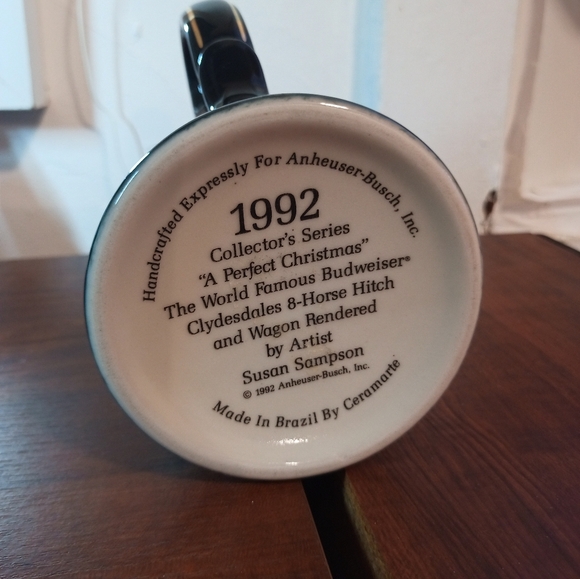 Handcrafted Expressly For Anheuser-Busch, Inc.
1992
Collector's Series
"A Perfect Christmas"
The World Famous Budweiser®
Clydesdales 8-Horse Hitch
and Wagon Rendered
by Artist
Susan Sampson
© 1992 Anheuser-Busch, Inc.
Made In Brazil By Ceramarte